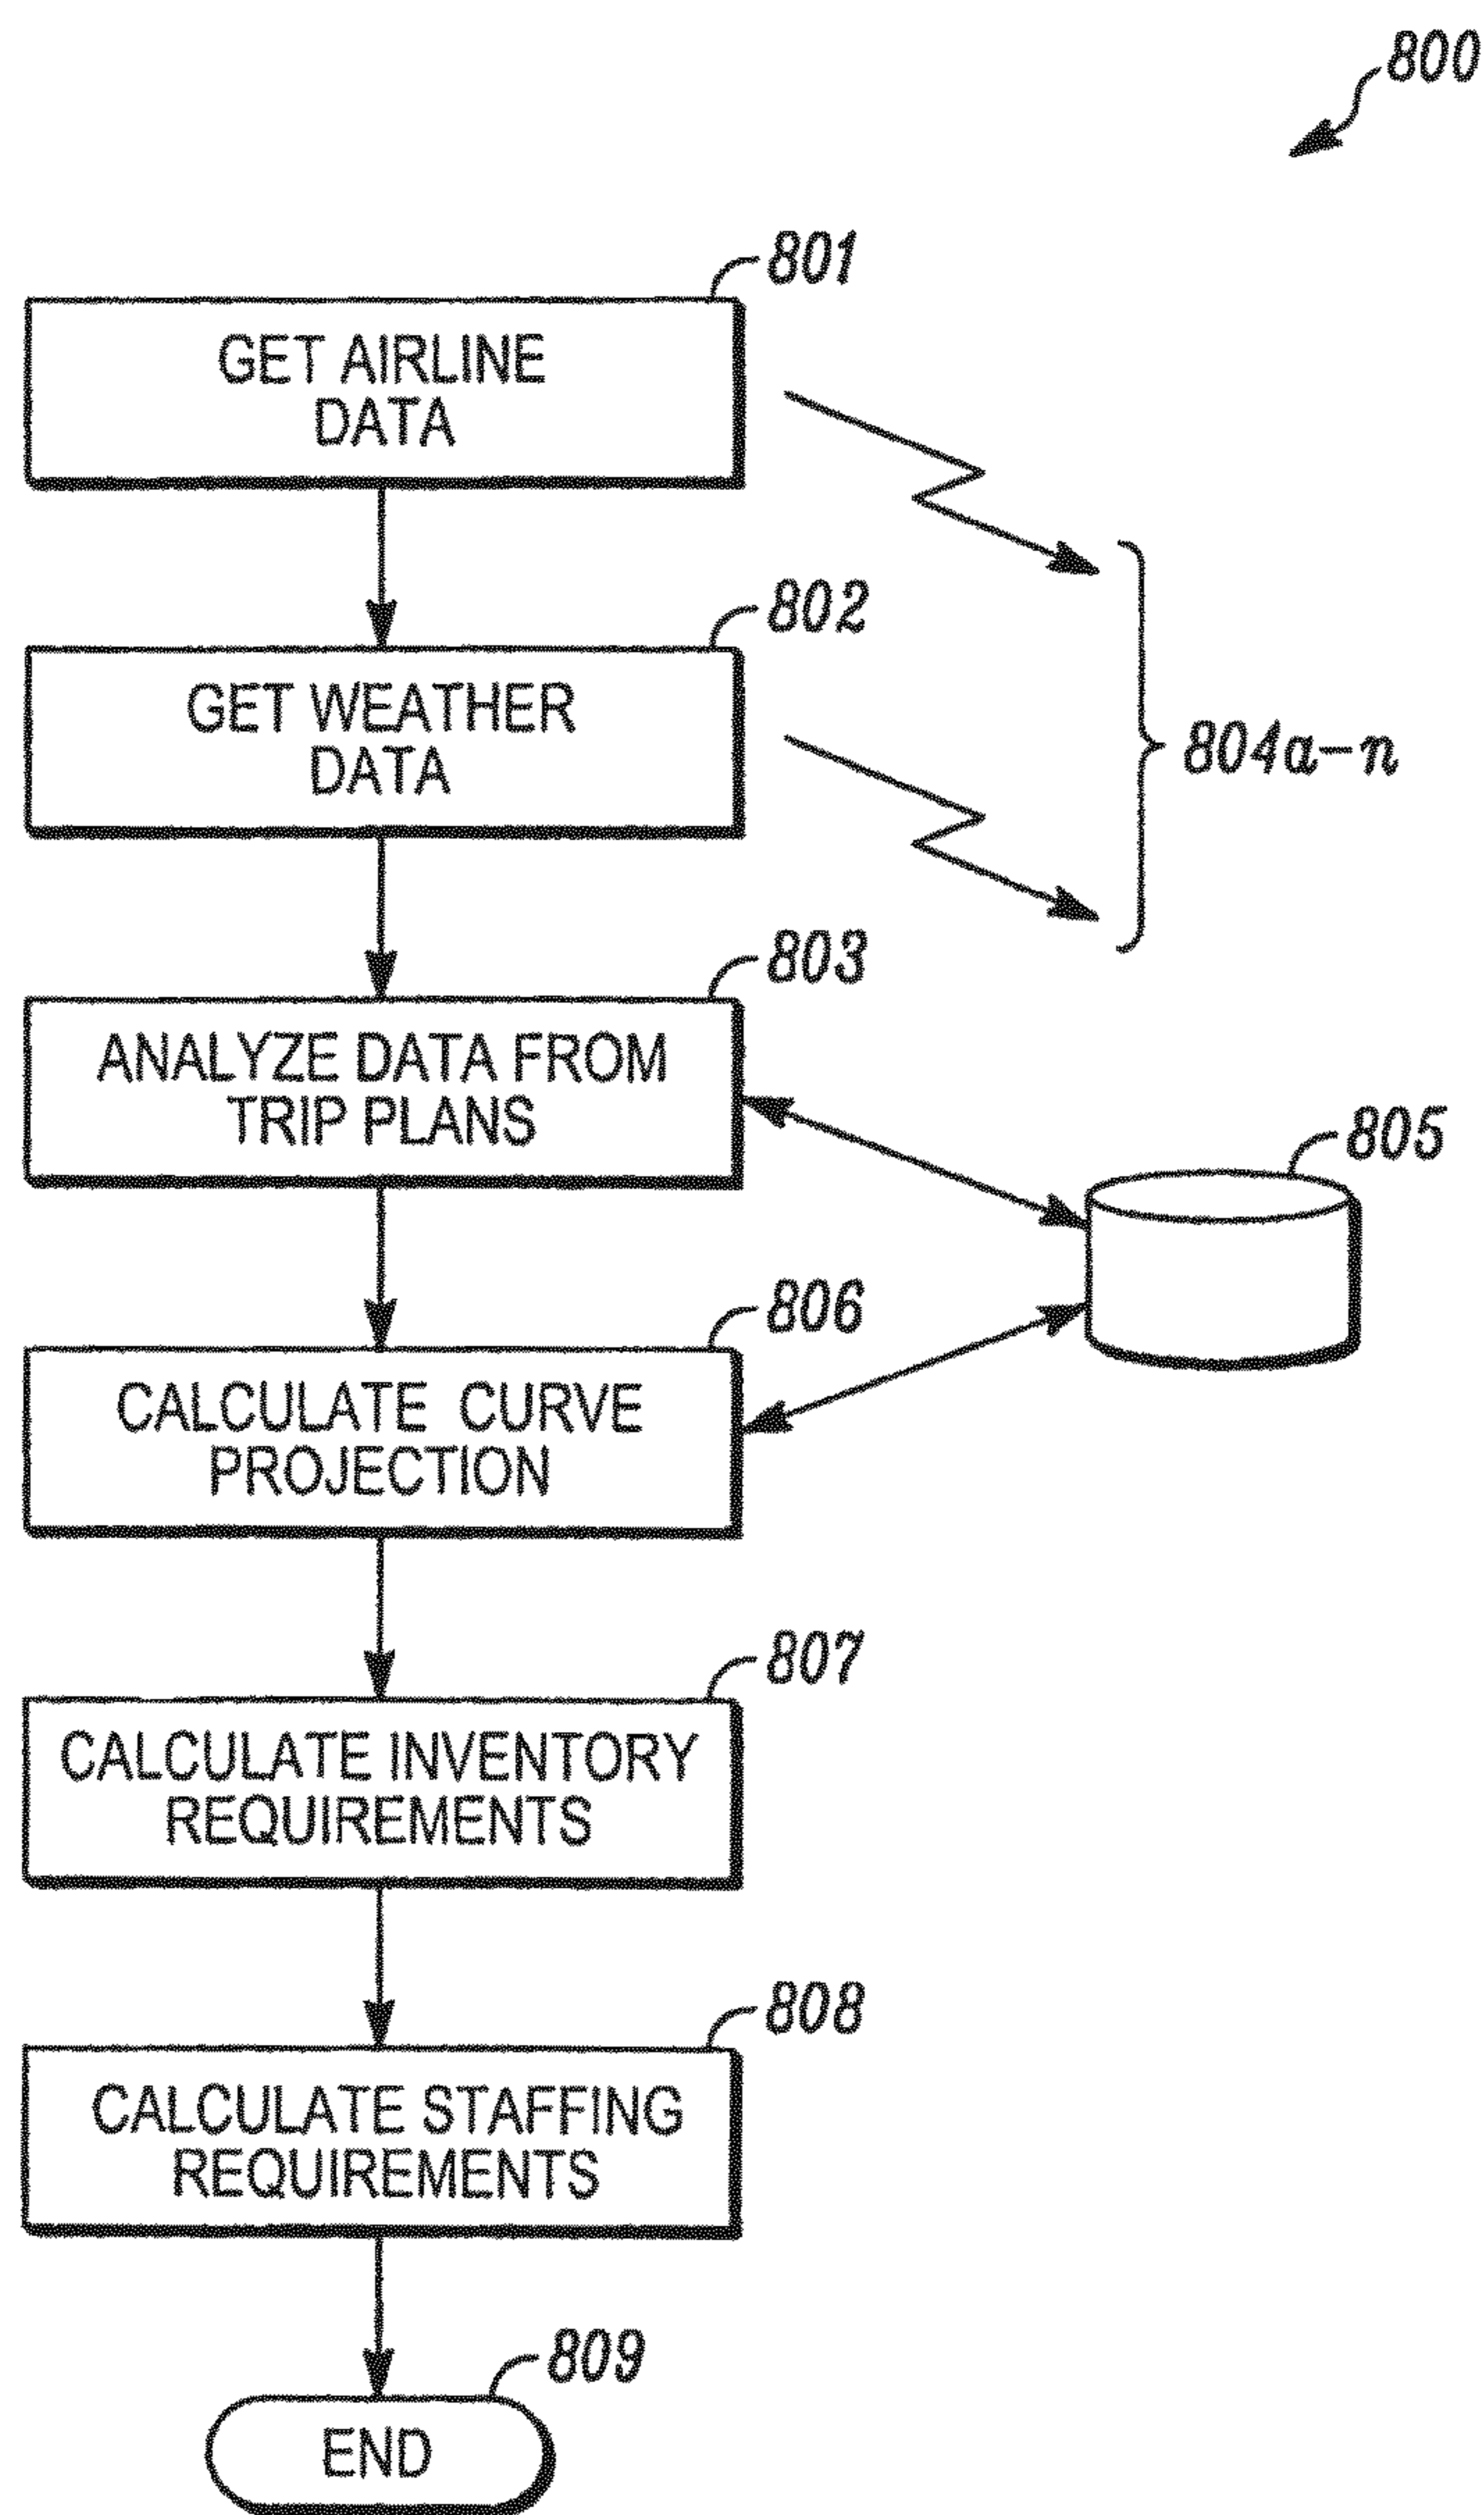 800
801
GET AIRLINE
DATA
802
GET WEATHER
DATA
804a-n
803
ANALYZE DATA FROM
TRIP PLANS
805
806
CALCULATE CURVE
PROJECTION
807
CALCULATE INVENTORY
REQUIREMENTS
808
CALCULATE STAFFING
REQUIREMENTS
809
END